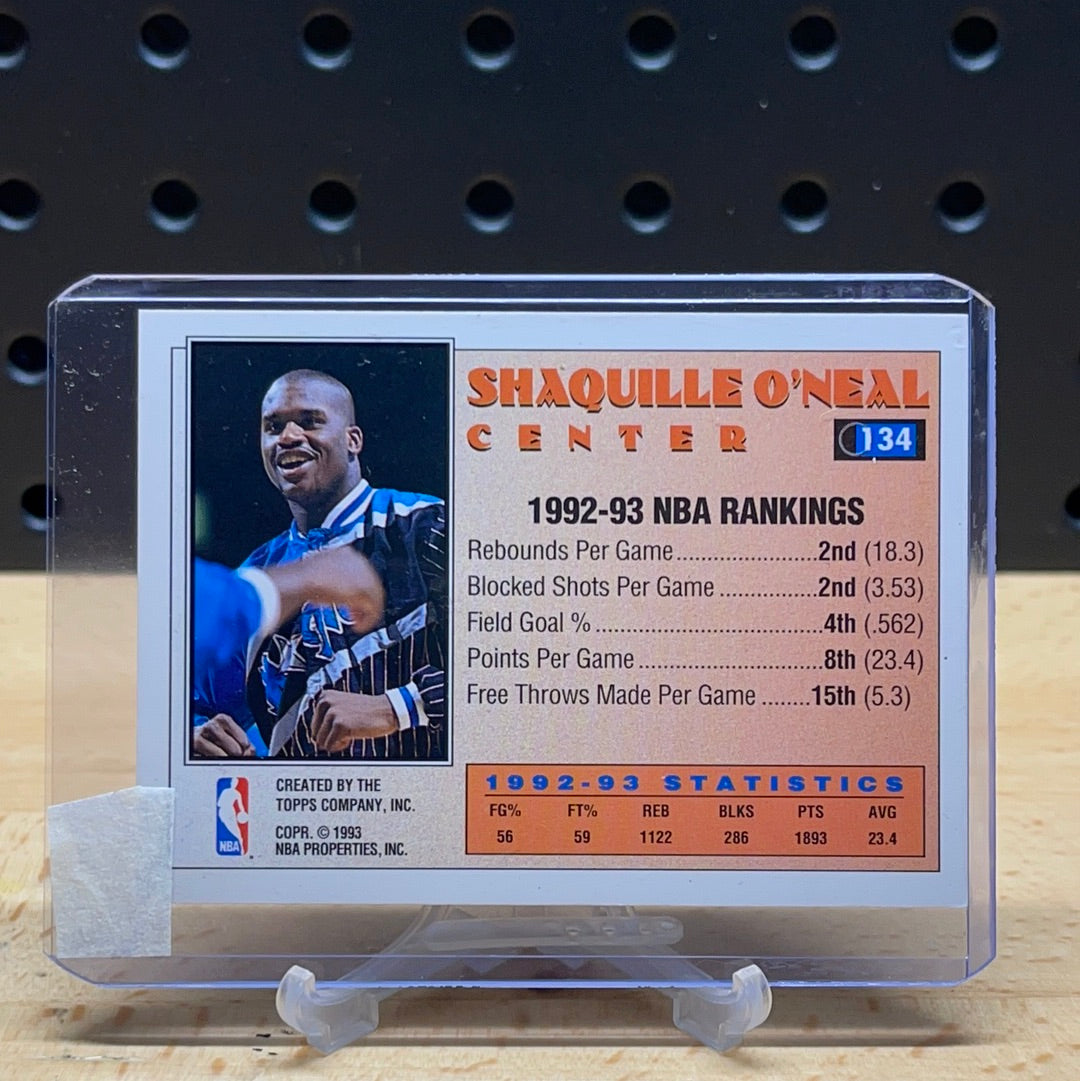 SHAQUILLE O'NEAL
CENTER
134
1992-93 NBA RANKINGS
Rebounds Per Game.....................2nd (18.3)
Blocked Shots Per Game ...............2nd (3.53)
Field Goal % ...................................4th (.562)
Points Per Game............................8th (23.4)
Free Throws Made Per Game ........15th (5.3)
1992-93 STATISTICS
FG% FT% REB BLKS PTS AVG
56 59 1122 286 1893 23.4
CREATED BY THE
TOPPS COMPANY, INC.
COPR. © 1993
NBA PROPERTIES, INC.
NBA